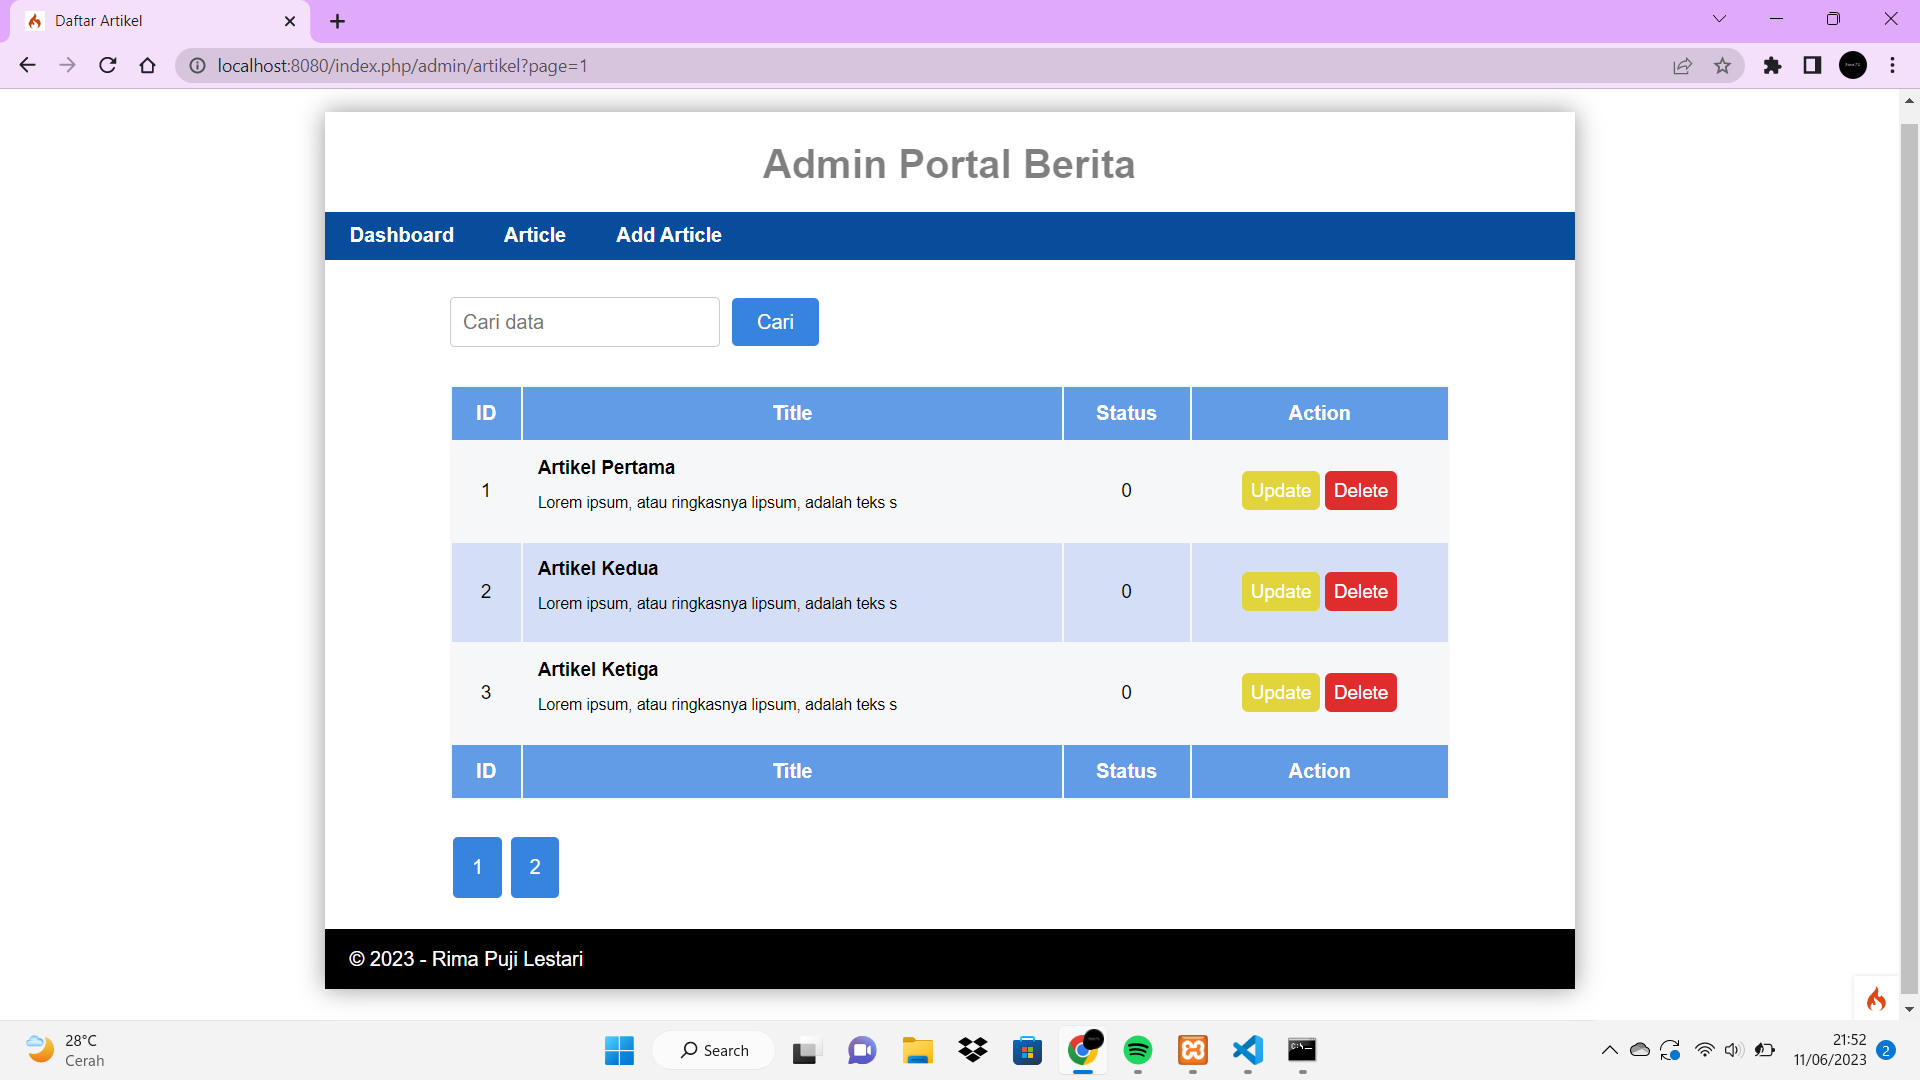 Daftar Artikel
localhost:8080/index.php/admin/artikel?page=1
Admin Portal Berita
Dashboard Article Add Article
Cari data Cari
ID Title Status Action
Artikel Pertama
1 0 Update Delete
Lorem ipsum, atau ringkasnya lipsum, adalah teks s
Artikel Kedua
2 0 Update Delete
Lorem ipsum, atau ringkasnya lipsum, adalah teks s
Artikel Ketiga
3 0 Update Delete
Lorem ipsum, atau ringkasnya lipsum, adalah teks s
ID Title Status Action
1 2
© 2023 - Rima Puji Lestari
28°C
Cerah
Search
21:52
11/06/2023
2